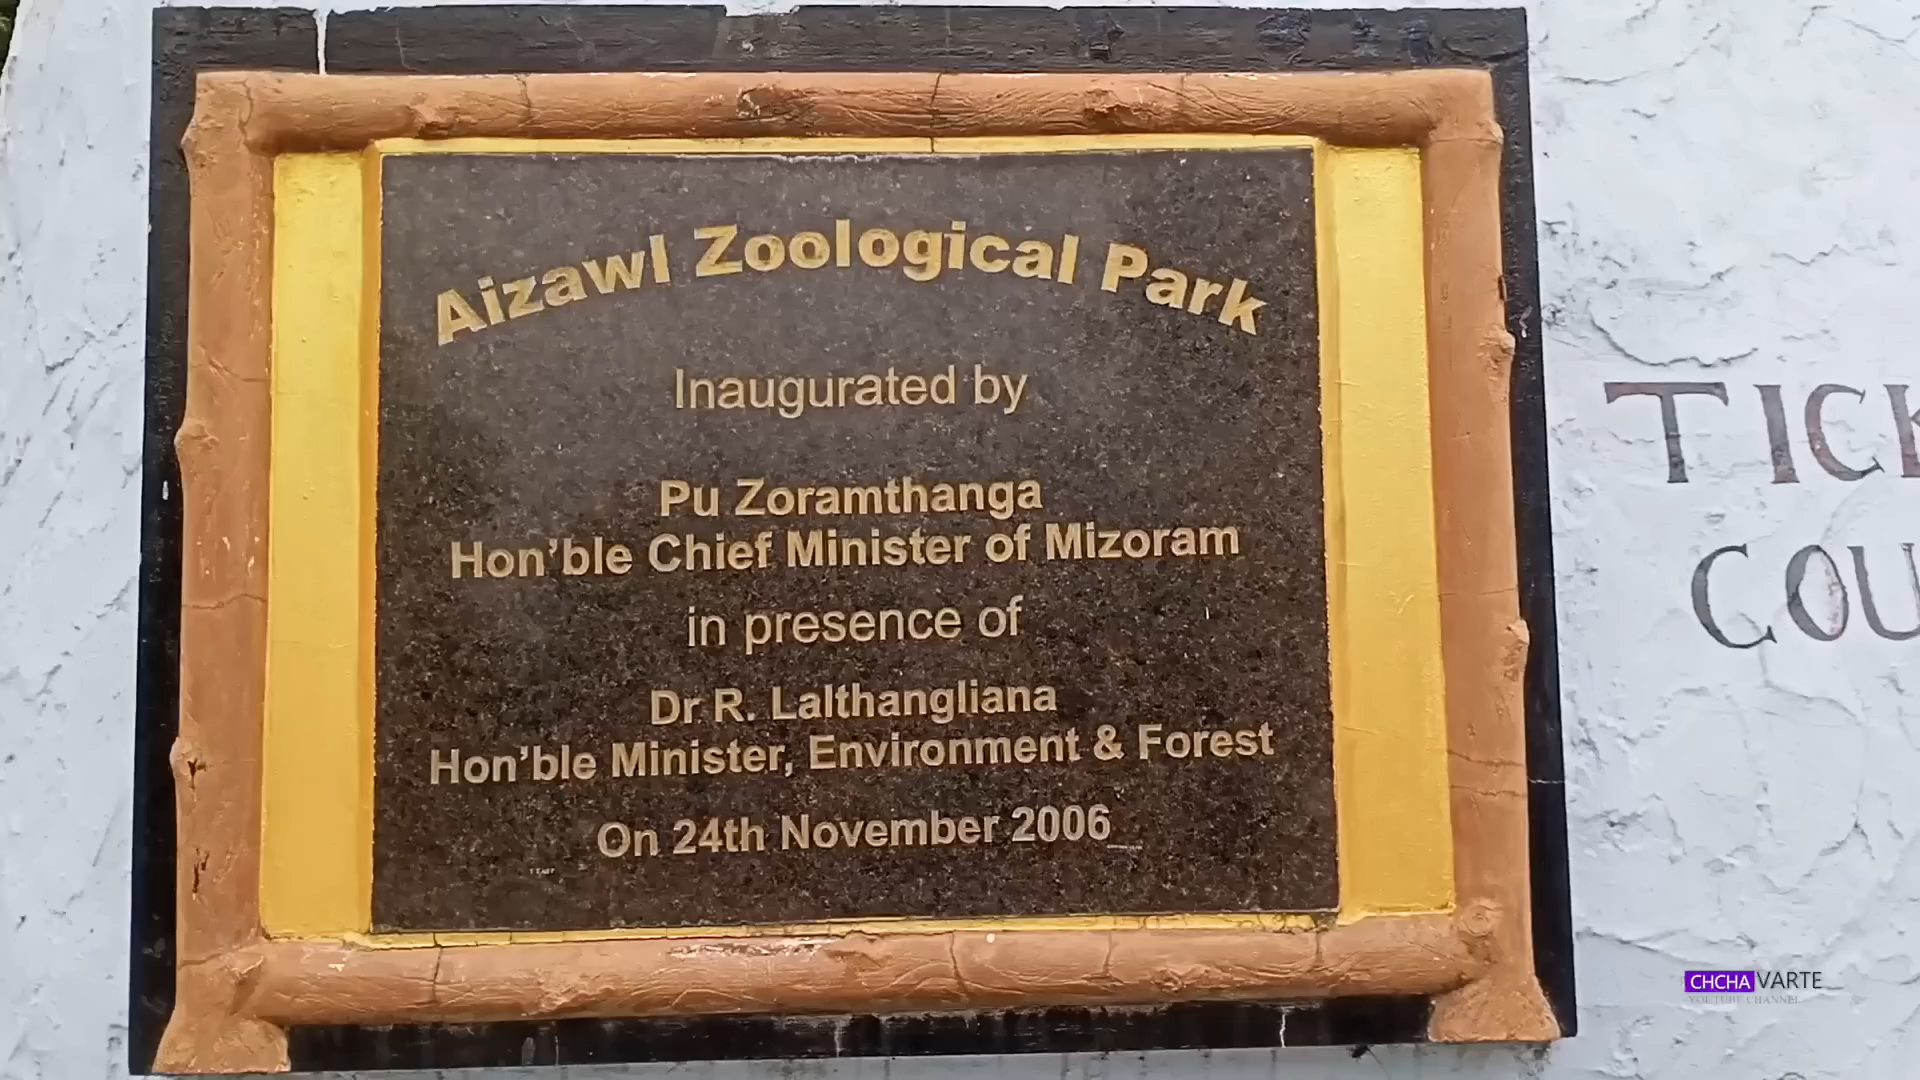 Aizawl Zoological Park
Inaugurated by
Pu Zoramthanga
Hon'ble Chief Minister of Mizoram
in presence of
Dr R. Lalthangliana
Hon'ble Minister, Environment & Forest
On 24th November 2006
TICK
COU
CHCHA VARTE
YOUTUBE CHANNEL